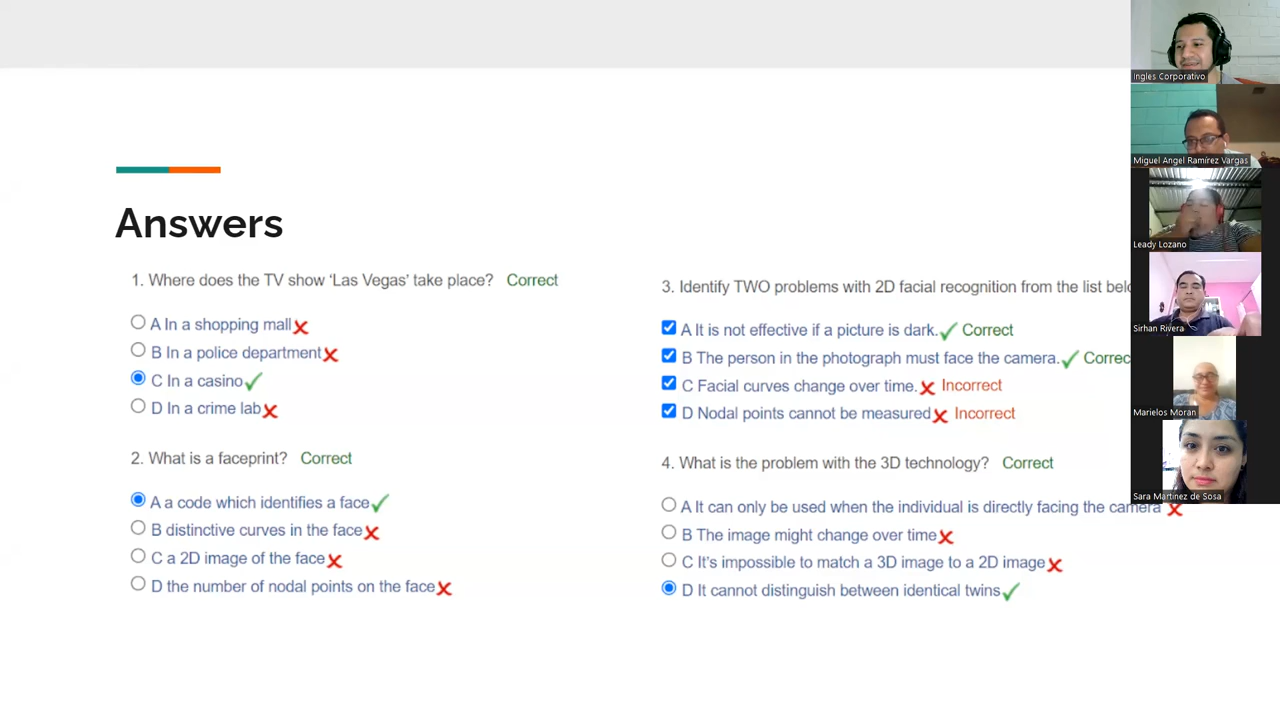 Answers
1. Where does the TV show ‘Las Vegas’ take place? Correct
A In a shopping mall
B In a police department
C In a casino
D In a crime lab
2. What is a faceprint? Correct
A a code which identifies a face
B distinctive curves in the face
C a 2D image of the face
D the number of nodal points on the face
3. Identify TWO problems with 2D facial recognition from the list
A It is not effective if a picture is dark. Correct
B The person in the photograph must face the camera.
C Facial curves change over time. Incorrect
D Nodal points cannot be measured Incorrect
4. What is the problem with the 3D technology? Correct
A It can only be used when the individual is directly facing the camera
B The image might change over time
C It's impossible to match a 3D image to a 2D image
D It cannot distinguish between identical twins
Ingles Corporativo
Miguel Angel Ramírez Vargas
Leady Lozano
Sirhan Rivera
Marielos Moran
Sara Martinez de Sosa